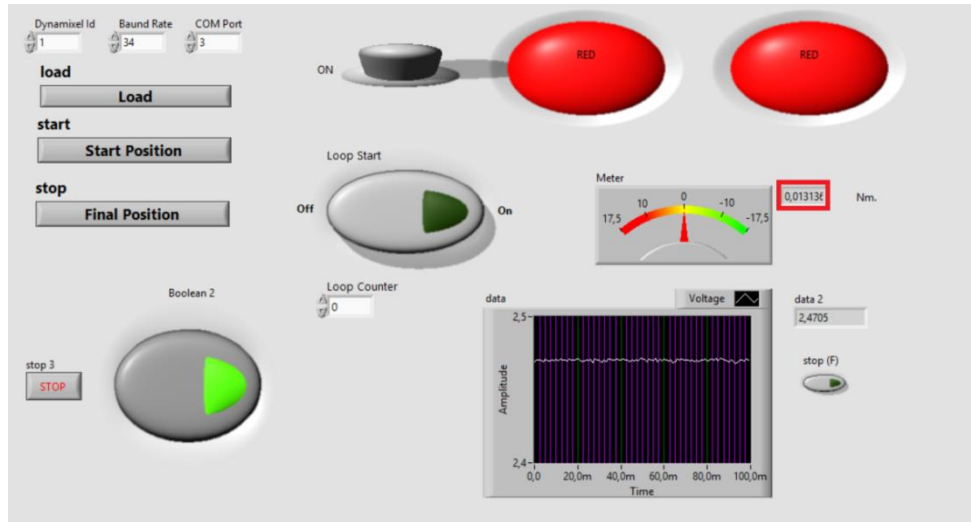 Dynamixel Id
Baund Rate
COM Port
1
34
3
load
Load
start
Start Position
stop
Final Position
ON
RED
RED
Loop Start
Off
On
Meter
17,5
10
0
-10
-17,5
0,013136
Nm.
Boolean 2
stop 3
STOP
Loop Counter
0
data
Voltage
2,5
Amplitude
2,4
0,0
20,0m
40,0m
60,0m
80,0m
100,0m
Time
data 2
2,4705
stop (F)